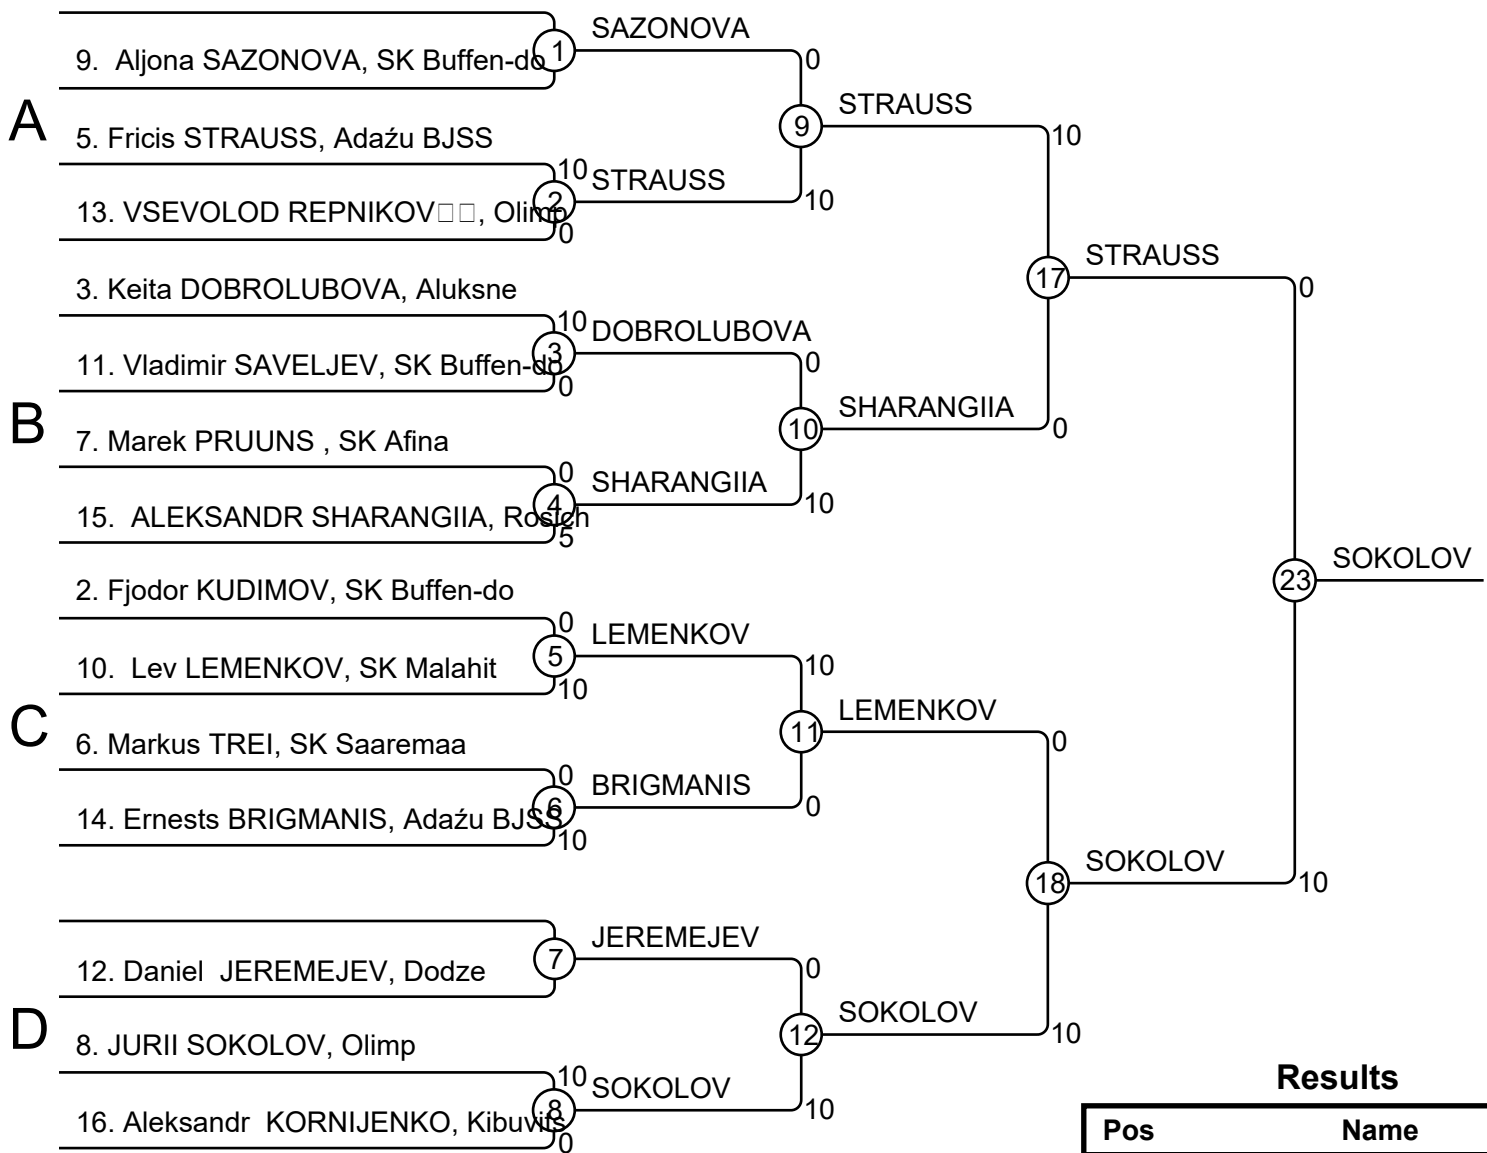 SAZONOVA
9. Aljona SAZONOVA, SK Buffen-do
1
0
A
STRAUSS
9
10
5. Fricis STRAUSS, Adaźu BJSS
10
STRAUSS
2
10
13. VSEVOLOD REPNIKOV□□, Olimp
0
STRAUSS
17
0
3. Keita DOBROLUBOVA, Aluksne
10
DOBROLUBOVA
3
0
11. Vladimir SAVELJEV, SK Buffen-do
0
B
SHARANGIIA
10
0
7. Marek PRUUNS , SK Afina
0
SHARANGIIA
4
10
15. ALEKSANDR SHARANGIIA, Rosich
5
SOKOLOV
23
2. Fjodor KUDIMOV, SK Buffen-do
0
LEMENKOV
5
10
10. Lev LEMENKOV, SK Malahit
10
C
LEMENKOV
11
0
6. Markus TREI, SK Saaremaa
0
BRIGMANIS
6
0
14. Ernests BRIGMANIS, Adaźu BJSS
10
SOKOLOV
18
10
JEREMEJEV
7
0
12. Daniel JEREMEJEV, Dodze
D
SOKOLOV
12
10
8. JURII SOKOLOV, Olimp
10
SOKOLOV
8
10
16. Aleksandr KORNIJENKO, Kibuvits
0
Results
Pos Name